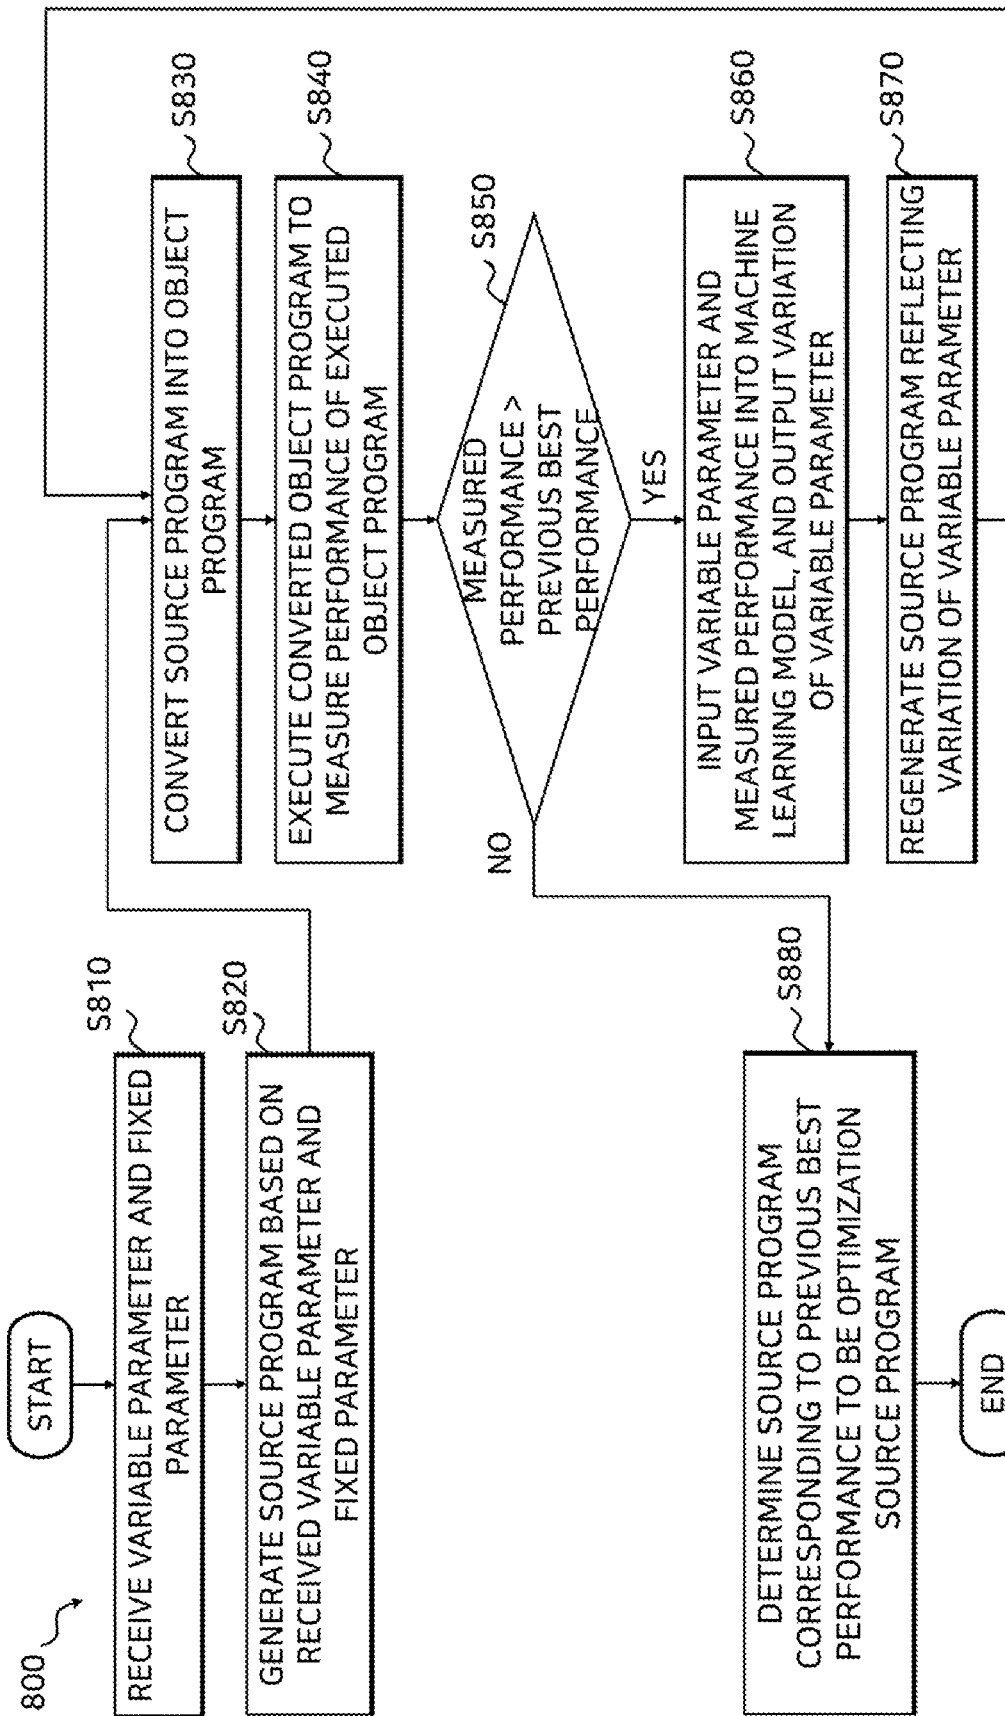 800
START
S810
RECEIVE VARIABLE PARAMETER AND FIXED
PARAMETER
S820
GENERATE SOURCE PROGRAM BASED ON
RECEIVED VARIABLE PARAMETER AND
FIXED PARAMETER
S830
CONVERT SOURCE PROGRAM INTO OBJECT
PROGRAM
S840
EXECUTE CONVERTED OBJECT PROGRAM TO
MEASURE PERFORMANCE OF EXECUTED
OBJECT PROGRAM
S850
MEASURED
PERFORMANCE >
PREVIOUS BEST
PERFORMANCE
NO
YES
S860
INPUT VARIABLE PARAMETER AND
MEASURED PERFORMANCE INTO MACHINE
LEARNING MODEL, AND OUTPUT VARIATION
OF VARIABLE PARAMETER
S870
REGENERATE SOURCE PROGRAM REFLECTING
VARIATION OF VARIABLE PARAMETER
S880
DETERMINE SOURCE PROGRAM
CORRESPONDING TO PREVIOUS BEST
PERFORMANCE TO BE OPTIMIZATION
SOURCE PROGRAM
END